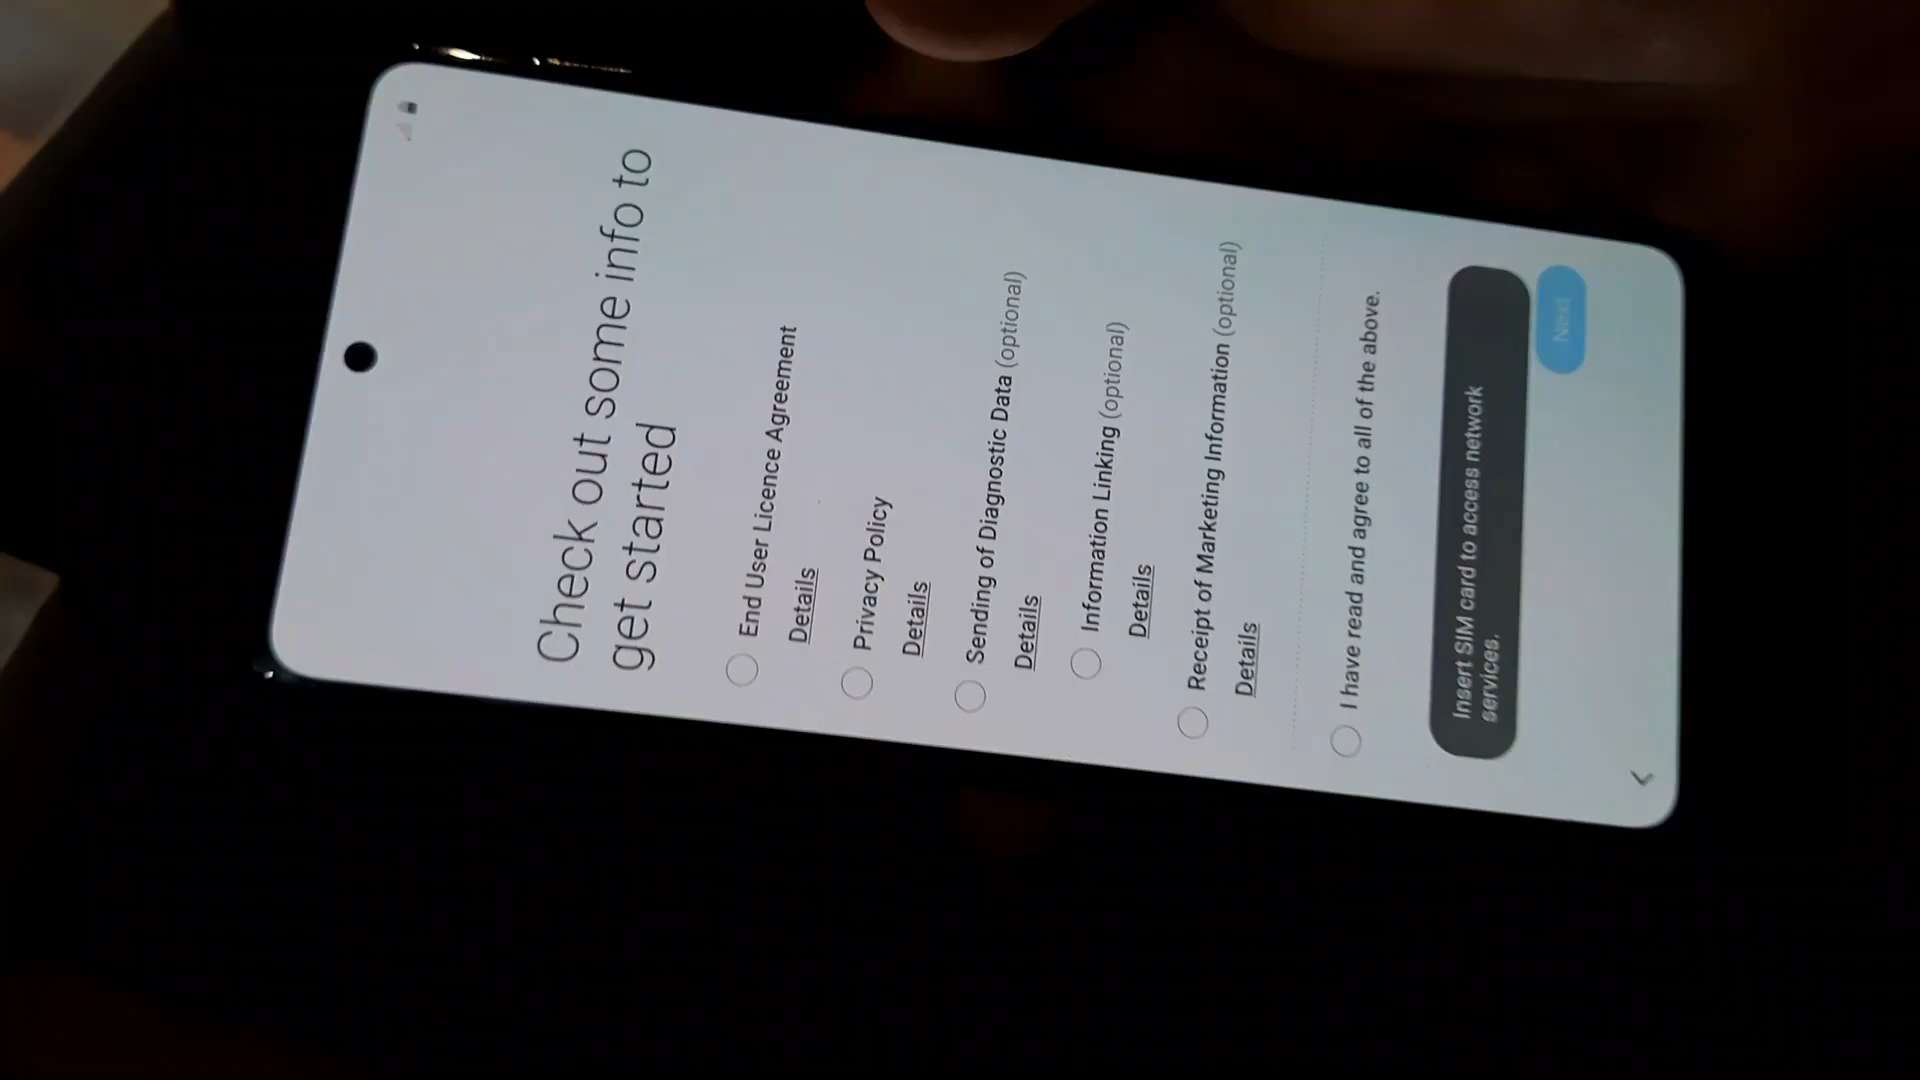 Check out some info to
get started
End User Licence Agreement
Details
Privacy Policy
Details
Sending of Diagnostic Data (optional)
Details
Information Linking (optional)
Details
Receipt of Marketing Information (optional)
Details
I have read and agree to all of the above.
Insert SIM card to access network
services.
Next